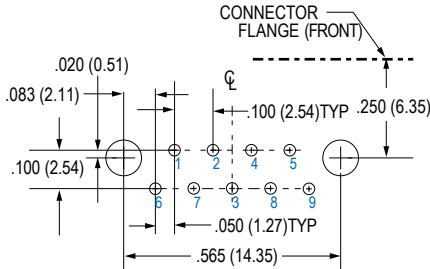 CONNECTOR
FLANGE (FRONT)
.020 (0.51)
.083 (2.11)
℄
.100 (2.54)TYP
.250 (6.35)
.100 (2.54)
1 2 4 5
6 7 3 8 9
.050 (1.27)TYP
.565 (14.35)